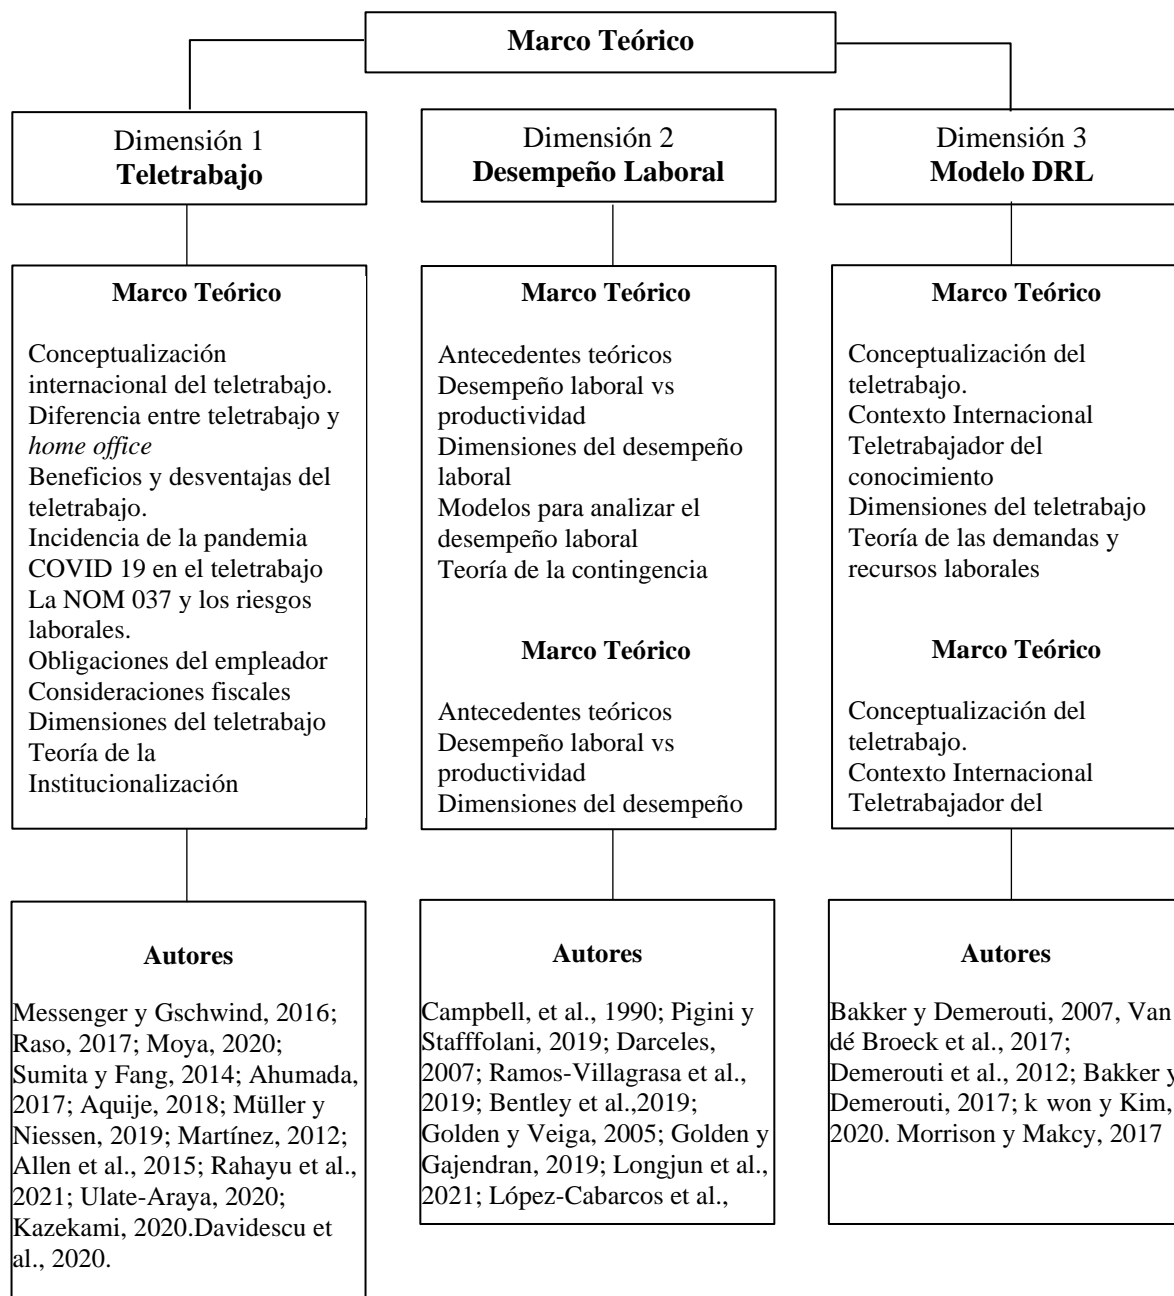 Marco Teórico
Dimensión 1
Teletrabajo
Dimensión 2
Desempeño Laboral
Dimensión 3
Modelo DRL
Marco Teórico
Conceptualización
internacional del teletrabajo.
Diferencia entre teletrabajo y
home office
Beneficios y desventajas del
teletrabajo.
Incidencia de la pandemia
COVID 19 en el teletrabajo
La NOM 037 y los riesgos
laborales.
Obligaciones del empleador
Consideraciones fiscales
Dimensiones del teletrabajo
Teoría de la
Institucionalización
Marco Teórico
Antecedentes teóricos
Desempeño laboral vs
productividad
Dimensiones del desempeño
laboral
Modelos para analizar el
desempeño laboral
Teoría de la contingencia
Marco Teórico
Antecedentes teóricos
Desempeño laboral vs
productividad
Dimensiones del desempeño
Marco Teórico
Conceptualización del
teletrabajo.
Contexto Internacional
Teletrabajador del
conocimiento
Dimensiones del teletrabajo
Teoría de las demandas y
recursos laborales
Marco Teórico
Conceptualización del
teletrabajo.
Contexto Internacional
Teletrabajador del
Autores
Messenger y Gschwind, 2016;
Raso, 2017; Moya, 2020;
Sumita y Fang, 2014; Ahumada,
2017; Aquije, 2018; Müller y
Niessen, 2019; Martínez, 2012;
Allen et al., 2015; Rahayu et al.,
2021; Ulate-Araya, 2020;
Kazekami, 2020.Davidescu et
al., 2020.
Autores
Campbell, et al., 1990; Pigini y
Stafffolani, 2019; Darceles,
2007; Ramos-Villagrasa et al.,
2019; Bentley et al.,2019;
Golden y Veiga, 2005; Golden y
Gajendran, 2019; Longjun et al.,
2021; López-Cabarcos et al.,
Autores
Bakker y Demerouti, 2007, Van
dé Broeck et al., 2017;
Demerouti et al., 2012; Bakker y
Demerouti, 2017; k won y Kim,
2020. Morrison y Makcy, 2017